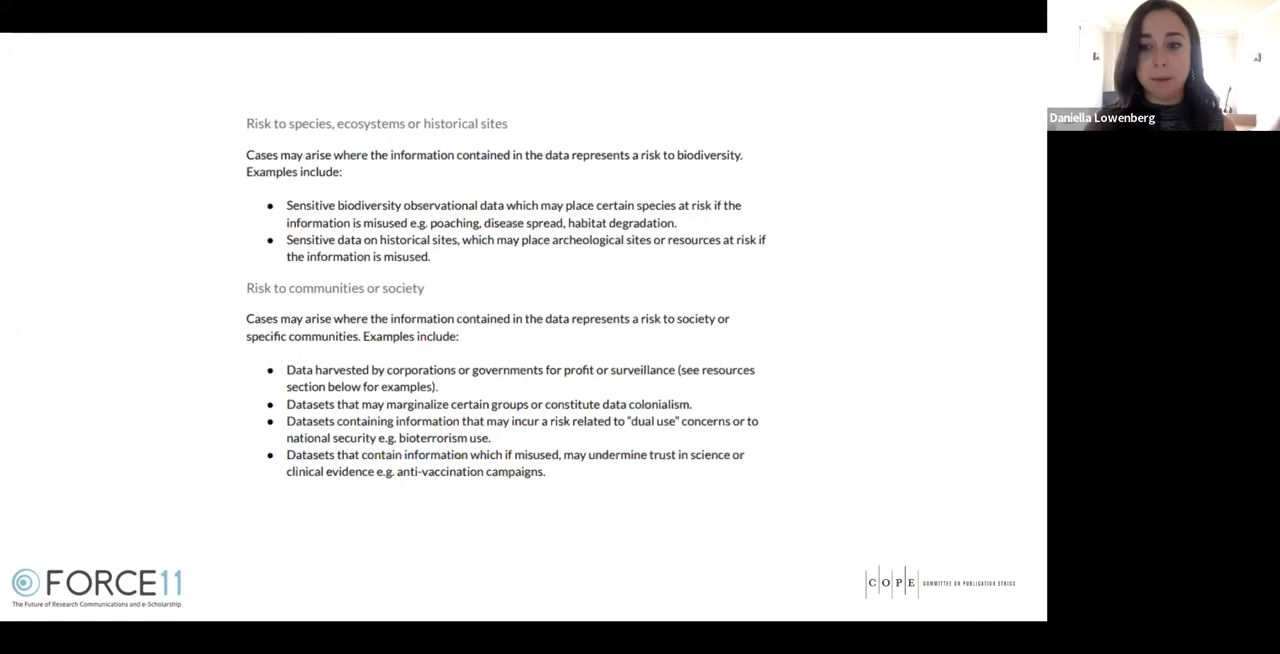 Risk to species, ecosystems or historical sites
Cases may arise where the information contained in the data represents a risk to biodiversity.
Examples include:
● Sensitive biodiversity observational data which may place certain species at risk if the
information is misused e.g. poaching, disease spread, habitat degradation.
● Sensitive data on historical sites, which may place archeological sites or resources at risk if
the information is misused.
Risk to communities or society
Cases may arise where the information contained in the data represents a risk to society or
specific communities. Examples include:
● Data harvested by corporations or governments for profit or surveillance (see resources
section below for examples).
● Datasets that may marginalize certain groups or constitute data colonialism.
● Datasets containing information that may incur a risk related to “dual use” concerns or to
national security e.g. bioterrorism use.
● Datasets that contain information which if misused, may undermine trust in science or
clinical evidence e.g. anti-vaccination campaigns.
Daniella Lowenberg
FORCE11
The Future of Research Communications and e-Scholarship
COPE COMMITTEE ON PUBLICATION ETHICS